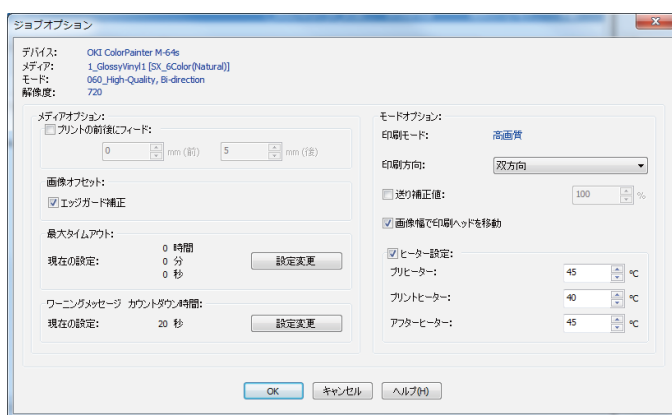 ジョブオプション
デバイス: OKI ColorPainter M-64s
メディア: 1_GlossyVinyl1 [SX_6Color(Natural)]
モード: 060_High-Quality, Bi-direction
解像度: 720
メディアオプション:
プリントの前後にフィード:
0 mm (前) 5 mm (後)
画像オフセット:
エッジガード補正
最大タイムアウト:
0 時間
現在の設定: 0 分 設定変更
0 秒
ワーニングメッセージ カウントダウン時間:
現在の設定: 20 秒 設定変更
モードオプション:
印刷モード: 高画質
印刷方向: 双方向
送り補正値: 100 %
画像幅で印刷ヘッドを移動
ヒーター設定:
プリヒーター: 45 ℃
プリントヒーター: 40 ℃
アフターヒーター: 45 ℃
OK キャンセル ヘルプ(H)